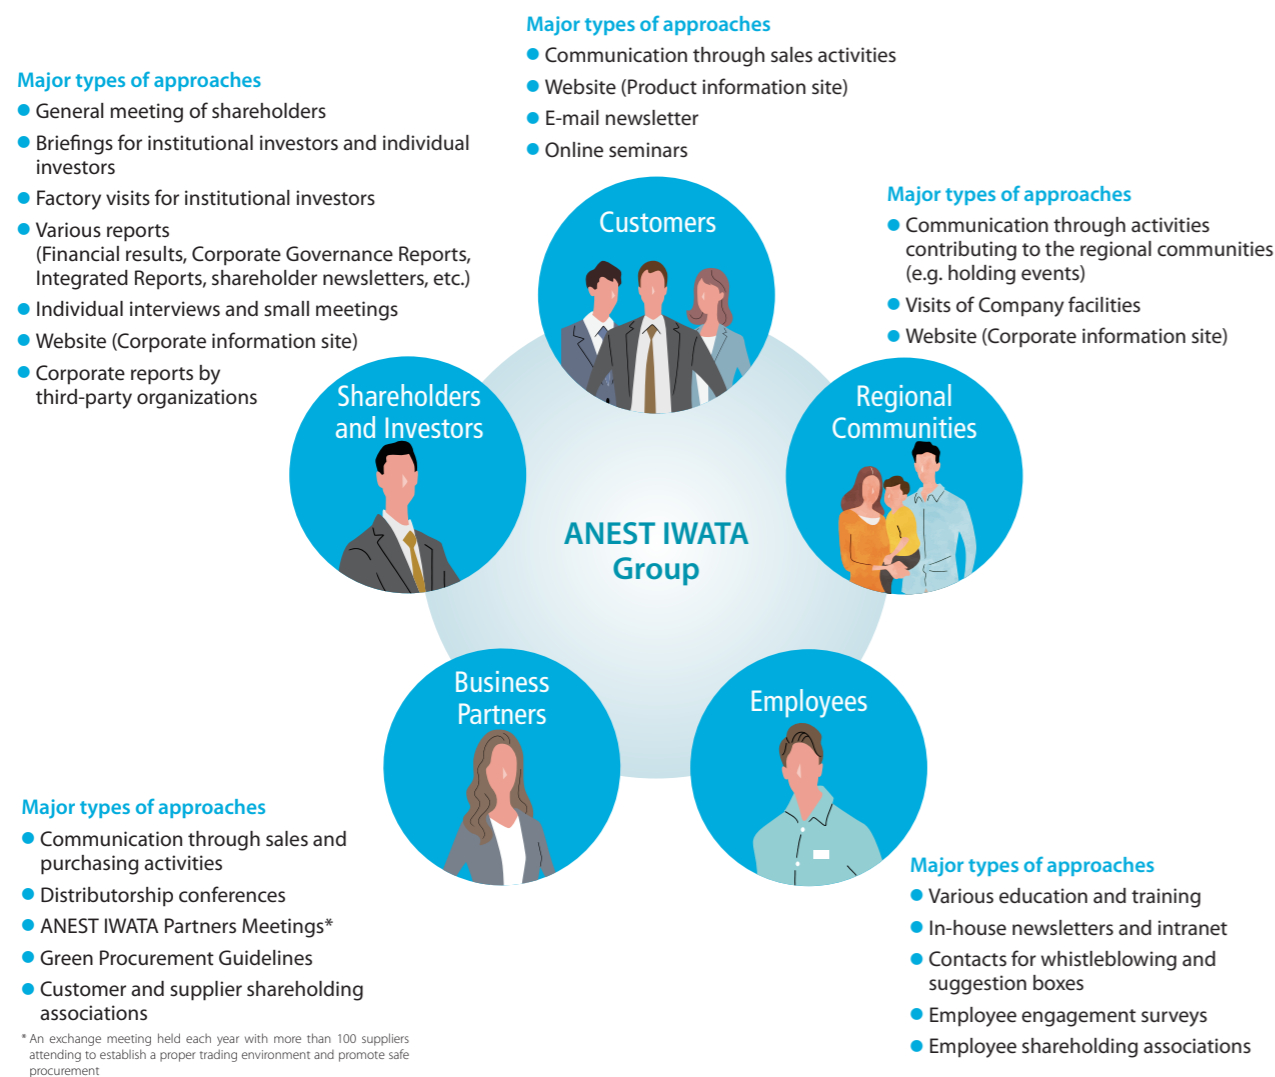 Major types of approaches
● Communication through sales activities
● Website (Product information site)
● E-mail newsletter
● Online seminars
Customers
Major types of approaches
● General meeting of shareholders
● Briefings for institutional investors and individual
investors
● Factory visits for institutional investors
● Various reports
(Financial results, Corporate Governance Reports,
Integrated Reports, shareholder newsletters, etc.)
● Individual interviews and small meetings
● Website (Corporate information site)
● Corporate reports by
third-party organizations
Shareholders
and Investors
Major types of approaches
● Communication through activities
contributing to the regional communities
(e.g. holding events)
● Visits of Company facilities
● Website (Corporate information site)
Regional
Communities
ANEST IWATA
Group
Business
Partners
Major types of approaches
● Communication through sales and
purchasing activities
● Distributorship conferences
● ANEST IWATA Partners Meetings*
● Green Procurement Guidelines
● Customer and supplier shareholding
associations
* An exchange meeting held each year with more than 100 suppliers
attending to establish a proper trading environment and promote safe
procurement
Employees
Major types of approaches
● Various education and training
● In-house newsletters and intranet
● Contacts for whistleblowing and
suggestion boxes
● Employee engagement surveys
● Employee shareholding associations